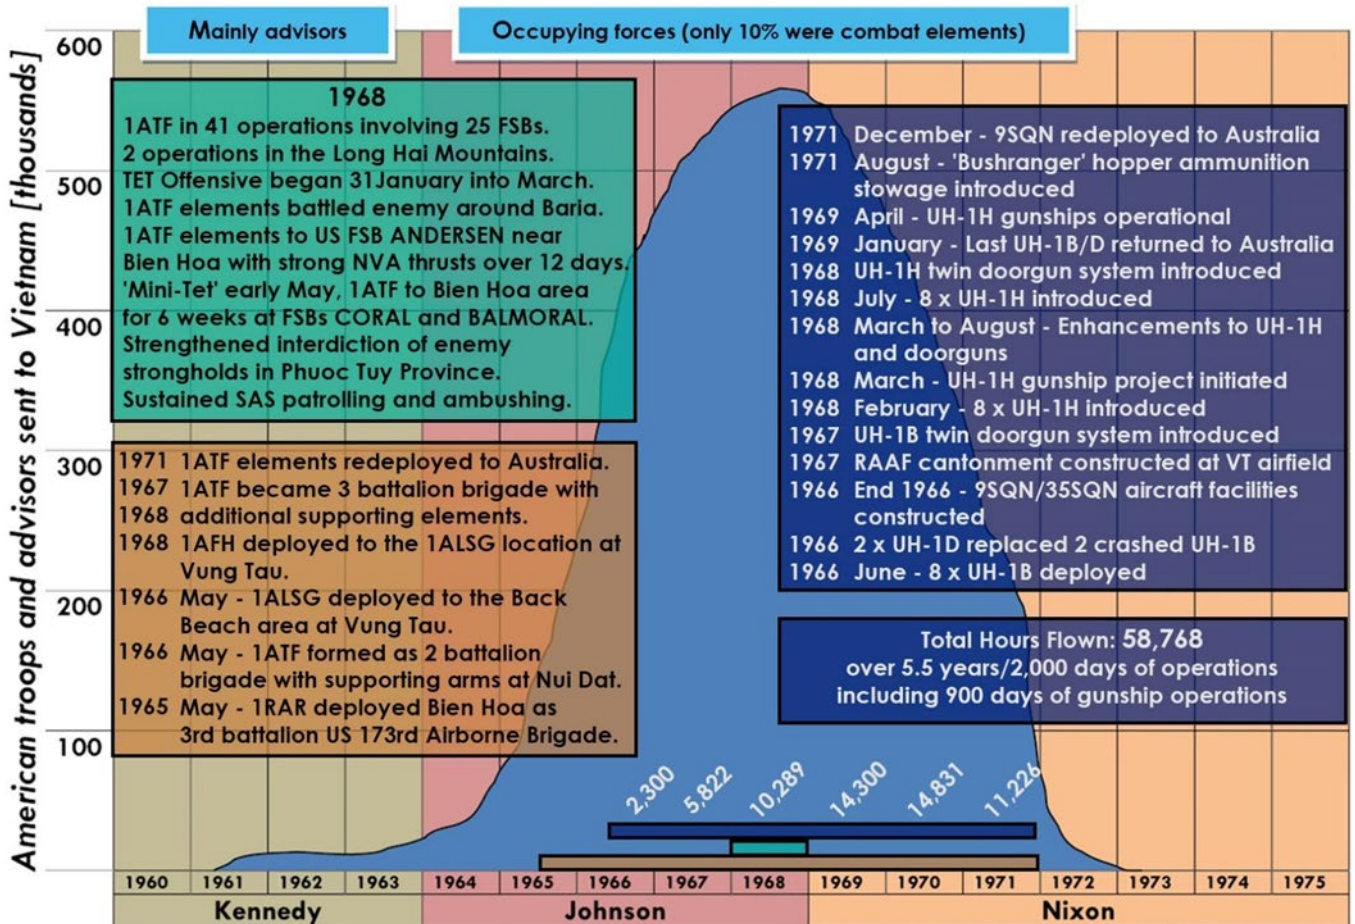 Mainly advisors
Occupying forces (only 10% were combat elements)
American troops and advisors sent to Vietnam [thousands]
600
500
400
300
200
100
1968
1ATF in 41 operations involving 25 FSBs.
2 operations in the Long Hai Mountains.
TET Offensive began 31January into March.
1ATF elements battled enemy around Baria.
1ATF elements to US FSB ANDERSEN near
Bien Hoa with strong NVA thrusts over 12 days.
'Mini-Tet' early May, 1ATF to Bien Hoa area
for 6 weeks at FSBs CORAL and BALMORAL.
Strengthened interdiction of enemy
strongholds in Phuoc Tuy Province.
Sustained SAS patrolling and ambushing.
1971 1ATF elements redeployed to Australia.
1967 1ATF became 3 battalion brigade with
1968 additional supporting elements.
1968 1AFH deployed to the 1ALSG location at
Vung Tau.
1966 May - 1ALSG deployed to the Back
Beach area at Vung Tau.
1966 May - 1ATF formed as 2 battalion
brigade with supporting arms at Nui Dat.
1965 May - 1RAR deployed Bien Hoa as
3rd battalion US 173rd Airborne Brigade.
1971 December - 9SQN redeployed to Australia
1971 August - 'Bushranger' hopper ammunition
stowage introduced
1969 April - UH-1H gunships operational
1969 January - Last UH-1B/D returned to Australia
1968 UH-1H twin doorgun system introduced
1968 July - 8 x UH-1H introduced
1968 March to August - Enhancements to UH-1H
and doorguns
1968 March - UH-1H gunship project initiated
1968 February - 8 x UH-1H introduced
1967 UH-1B twin doorgun system introduced
1967 RAAF cantonment constructed at VT airfield
1966 End 1966 - 9SQN/35SQN aircraft facilities
constructed
1966 2 x UH-1D replaced 2 crashed UH-1B
1966 June - 8 x UH-1B deployed
Total Hours Flown: 58,768
over 5.5 years/2,000 days of operations
including 900 days of gunship operations
2,300 5,822 10,289 14,300 14,831 11,226
1960 1961 1962 1963 1964 1965 1966 1967 1968 1969 1970 1971 1972 1973 1974 1975
Kennedy Johnson Nixon